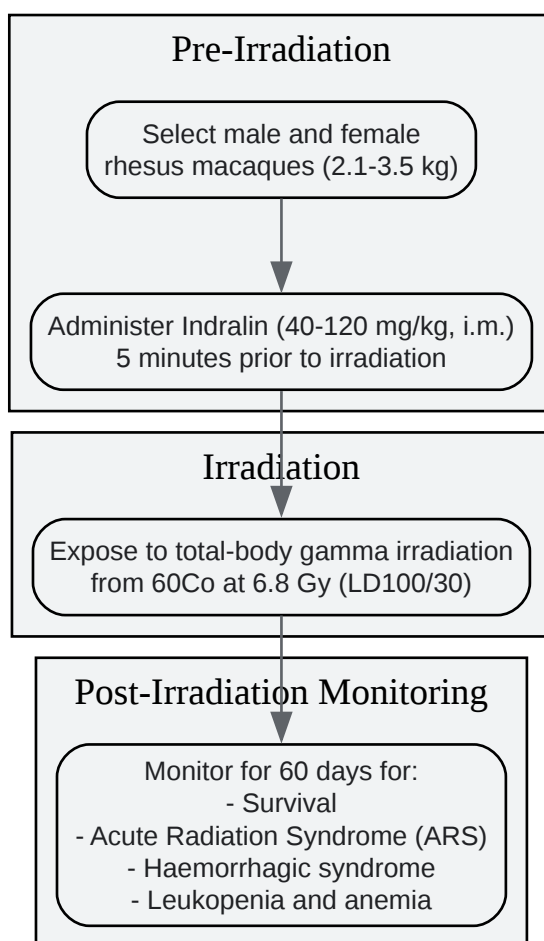 Pre-Irradiation
Select male and female
rhesus macaques (2.1-3.5 kg)
Administer Indralin (40-120 mg/kg, i.m.)
5 minutes prior to irradiation
Irradiation
Expose to total-body gamma irradiation
from 60Co at 6.8 Gy (LD100/30)
Post-Irradiation Monitoring
Monitor for 60 days for:
- Survival
- Acute Radiation Syndrome (ARS)
- Haemorrhagic syndrome
- Leukopenia and anemia